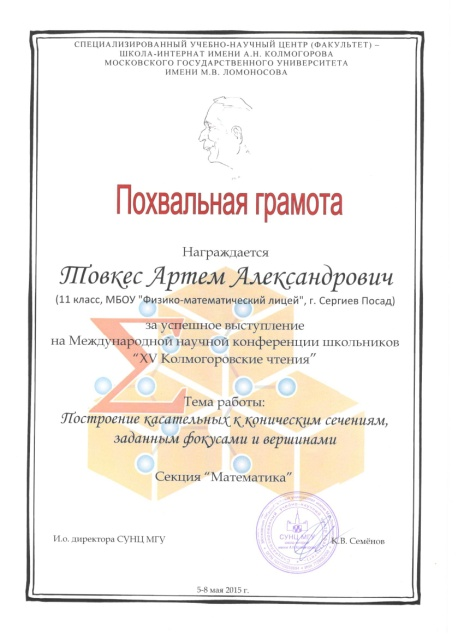 СПЕЦИАЛИЗИРОВАННЫЙ УЧЕБНО-НАУЧНЫЙ ЦЕНТР (ФАКУЛЬТЕТ) –
ШКОЛА-ИНТЕРНАТ ИМЕНИ А.Н. КОЛМОГОРОВА
МОСКОВСКОГО ГОСУДАРСТВЕННОГО УНИВЕРСИТЕТА
ИМЕНИ М.В. ЛОМОНОСОВА
Похвальная грамота
Награждается
Товкес Артем Александрович
(11 класс, МБОУ "Физико-математический лицей", г. Сергиев Посад)
за успешное выступление
на Международной научной конференции школьников
“XV Колмогоровские чтения”
Тема работы:
Построение касательных к коническим сечениям,
заданным фокусами и вершинами
Секция “Математика”
СУНЦ МГУ
И.о. директора СУНЦ МГУ
К.В. Семёнов
5-8 мая 2015 г.